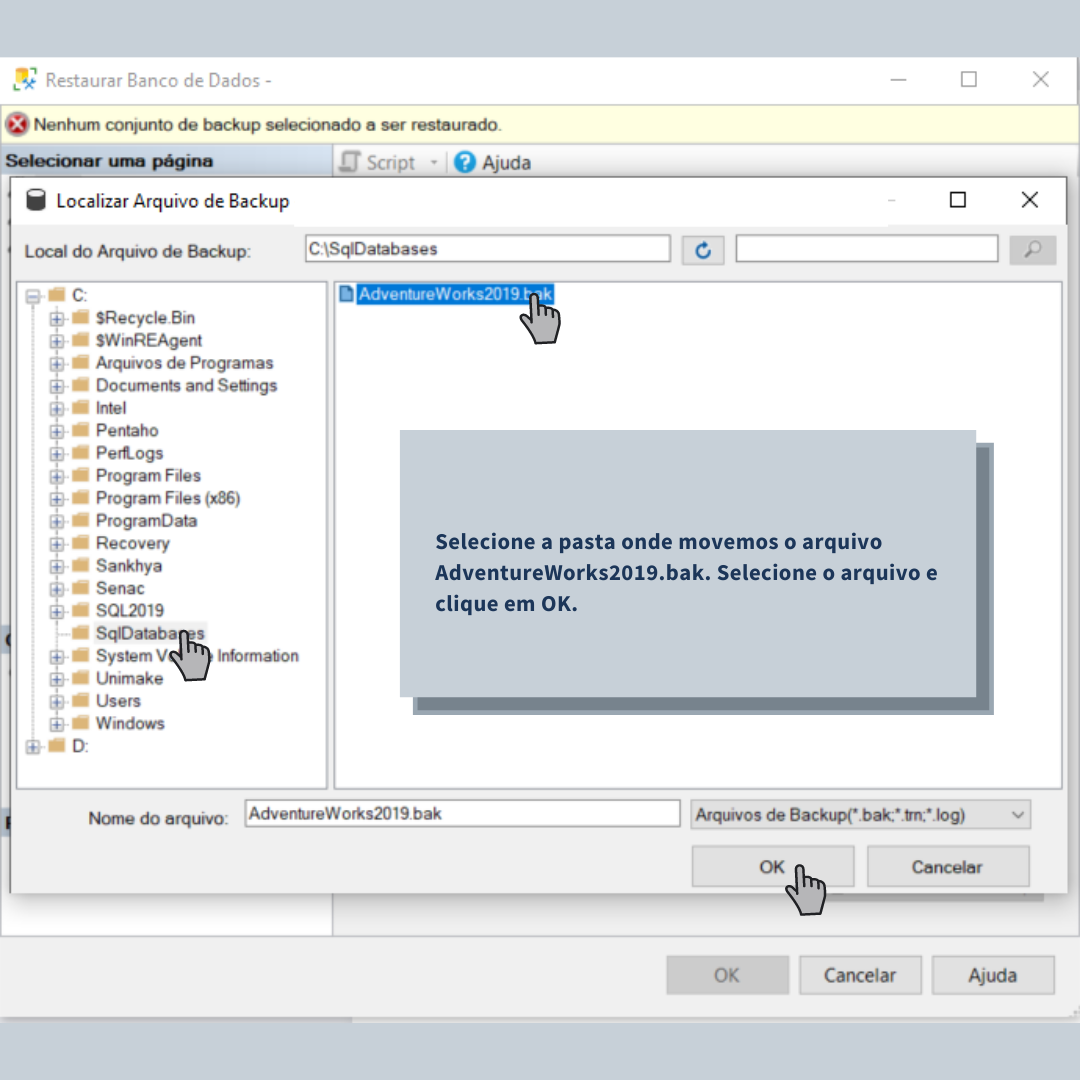 Restaurar Banco de Dados -
Nenhum conjunto de backup selecionado a ser restaurado.
Selecionar uma página
Script
Ajuda
Localizar Arquivo de Backup
Local do Arquivo de Backup:
C:\SqlDatabases
C:
$Recycle.Bin
$WinREAgent
Arquivos de Programas
Documents and Settings
Intel
Pentaho
PerfLogs
Program Files
Program Files (x86)
ProgramData
Recovery
Sankhya
Senac
SQL2019
SqlDatabases
System Volume Information
Unimake
Users
Windows
D:
AdventureWorks2019.bak
Selecione a pasta onde movemos o arquivo
AdventureWorks2019.bak. Selecione o arquivo e
clique em OK.
Nome do arquivo:
AdventureWorks2019.bak
Arquivos de Backup(*.bak;*.trn;*.log)
OK
Cancelar
OK
Cancelar
Ajuda